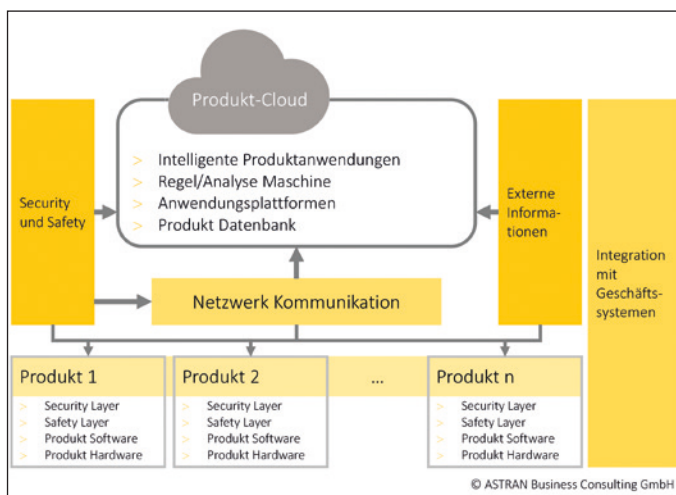 Produkt-Cloud
> Intelligente Produktanwendungen
> Regel/Analyse Maschine
> Anwendungsplattformen
> Produkt Datenbank
Security
und Safety
Externe
Informa-
tionen
Integration
mit
Geschäfts-
systemen
Netzwerk Kommunikation
Produkt 1
> Security Layer
> Safety Layer
> Produkt Software
> Produkt Hardware
Produkt 2
> Security Layer
> Safety Layer
> Produkt Software
> Produkt Hardware
...
Produkt n
> Security Layer
> Safety Layer
> Produkt Software
> Produkt Hardware
© ASTRAN Business Consulting GmbH